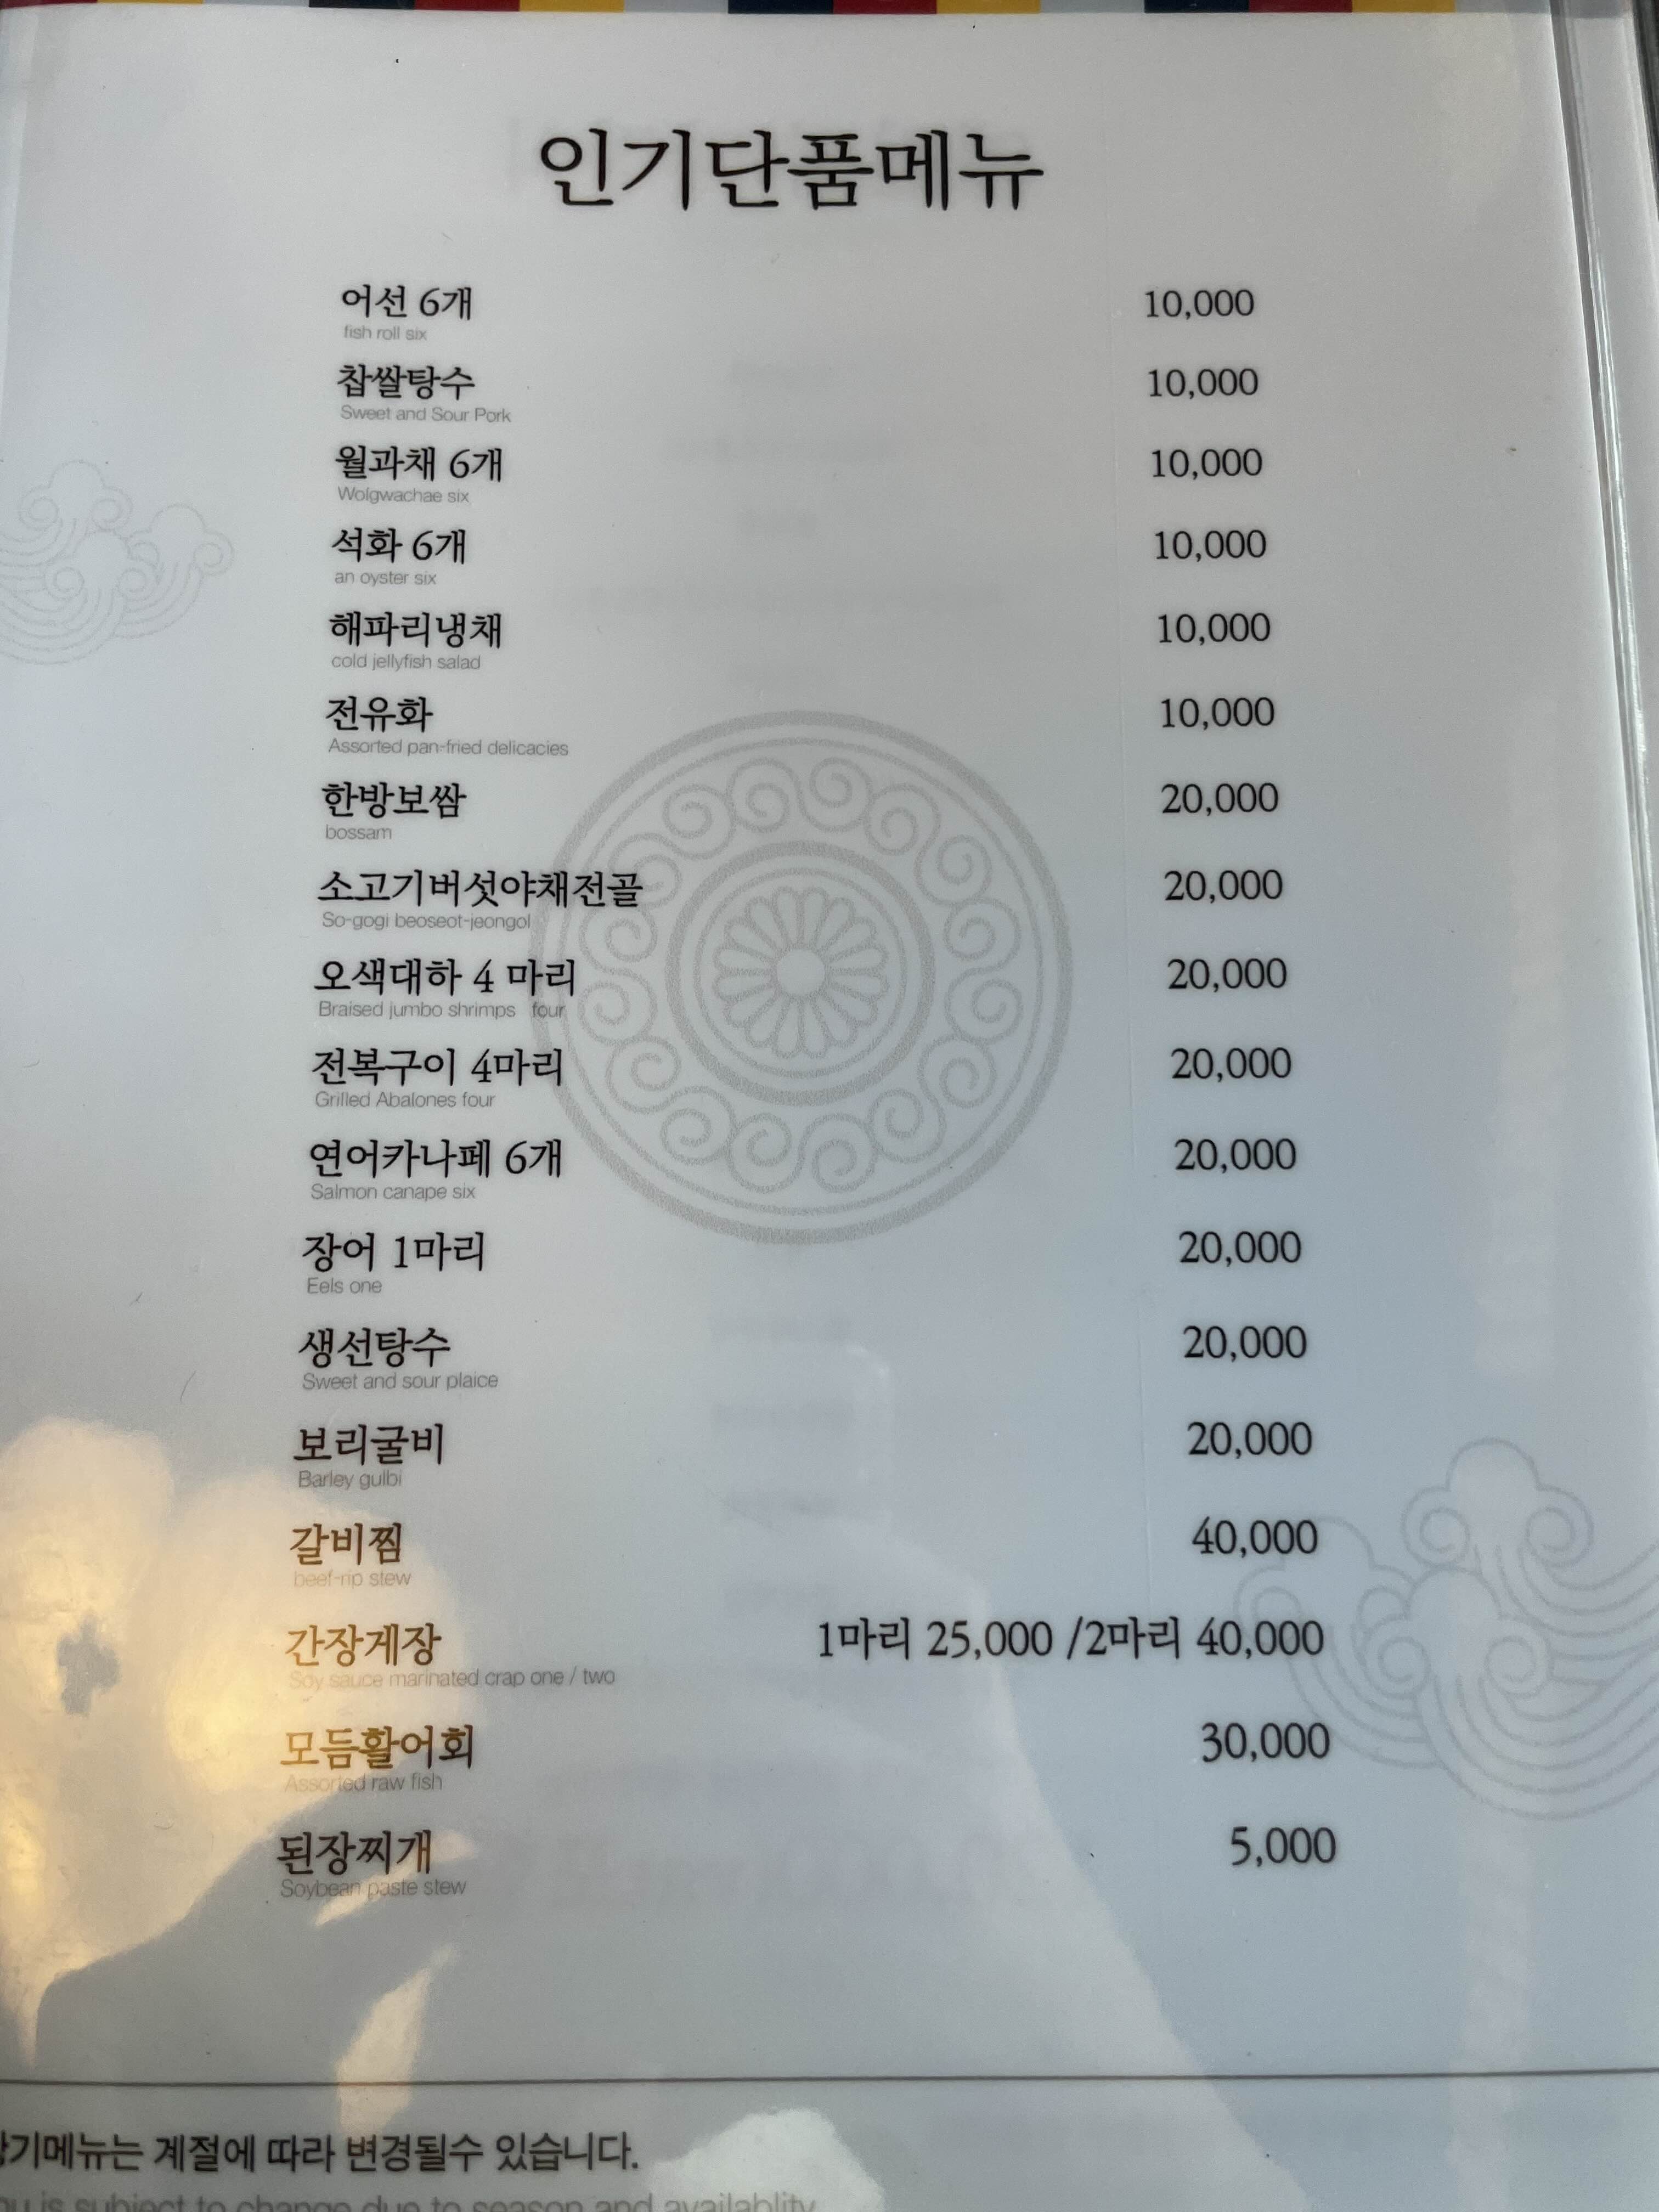 인기단품메뉴
어선 6개 10,000
fish roll six
찹쌀탕수 10,000
Sweet and Sour Pork
월과채 6개 10,000
Wolgwachae six
석화 6개 10,000
an oyster six
해파리냉채 10,000
cold jellyfish salad
전유화 10,000
Assorted pan-fried delicacies
한방보쌈 20,000
bossam
소고기버섯야채전골 20,000
So-gogi beoseot-jeongol
오색대하 4 마리 20,000
Braised jumbo shrimps four
전복구이 4마리 20,000
Grilled Abalones four
연어카나페 6개 20,000
Salmon canape six
장어 1마리 20,000
Eels one
생선탕수 20,000
Sweet and sour plaice
보리굴비 20,000
Barley gulbi
갈비찜 40,000
beef-rip stew
간장게장 1마리 25,000 /2마리 40,000
Soy sauce marinated crap one / two
모듬활어회 30,000
Assorted raw fish
된장찌개 5,000
Soybean paste stew
기메뉴는 계절에 따라 변경될수 있습니다.
is subject to change due to season and availablity